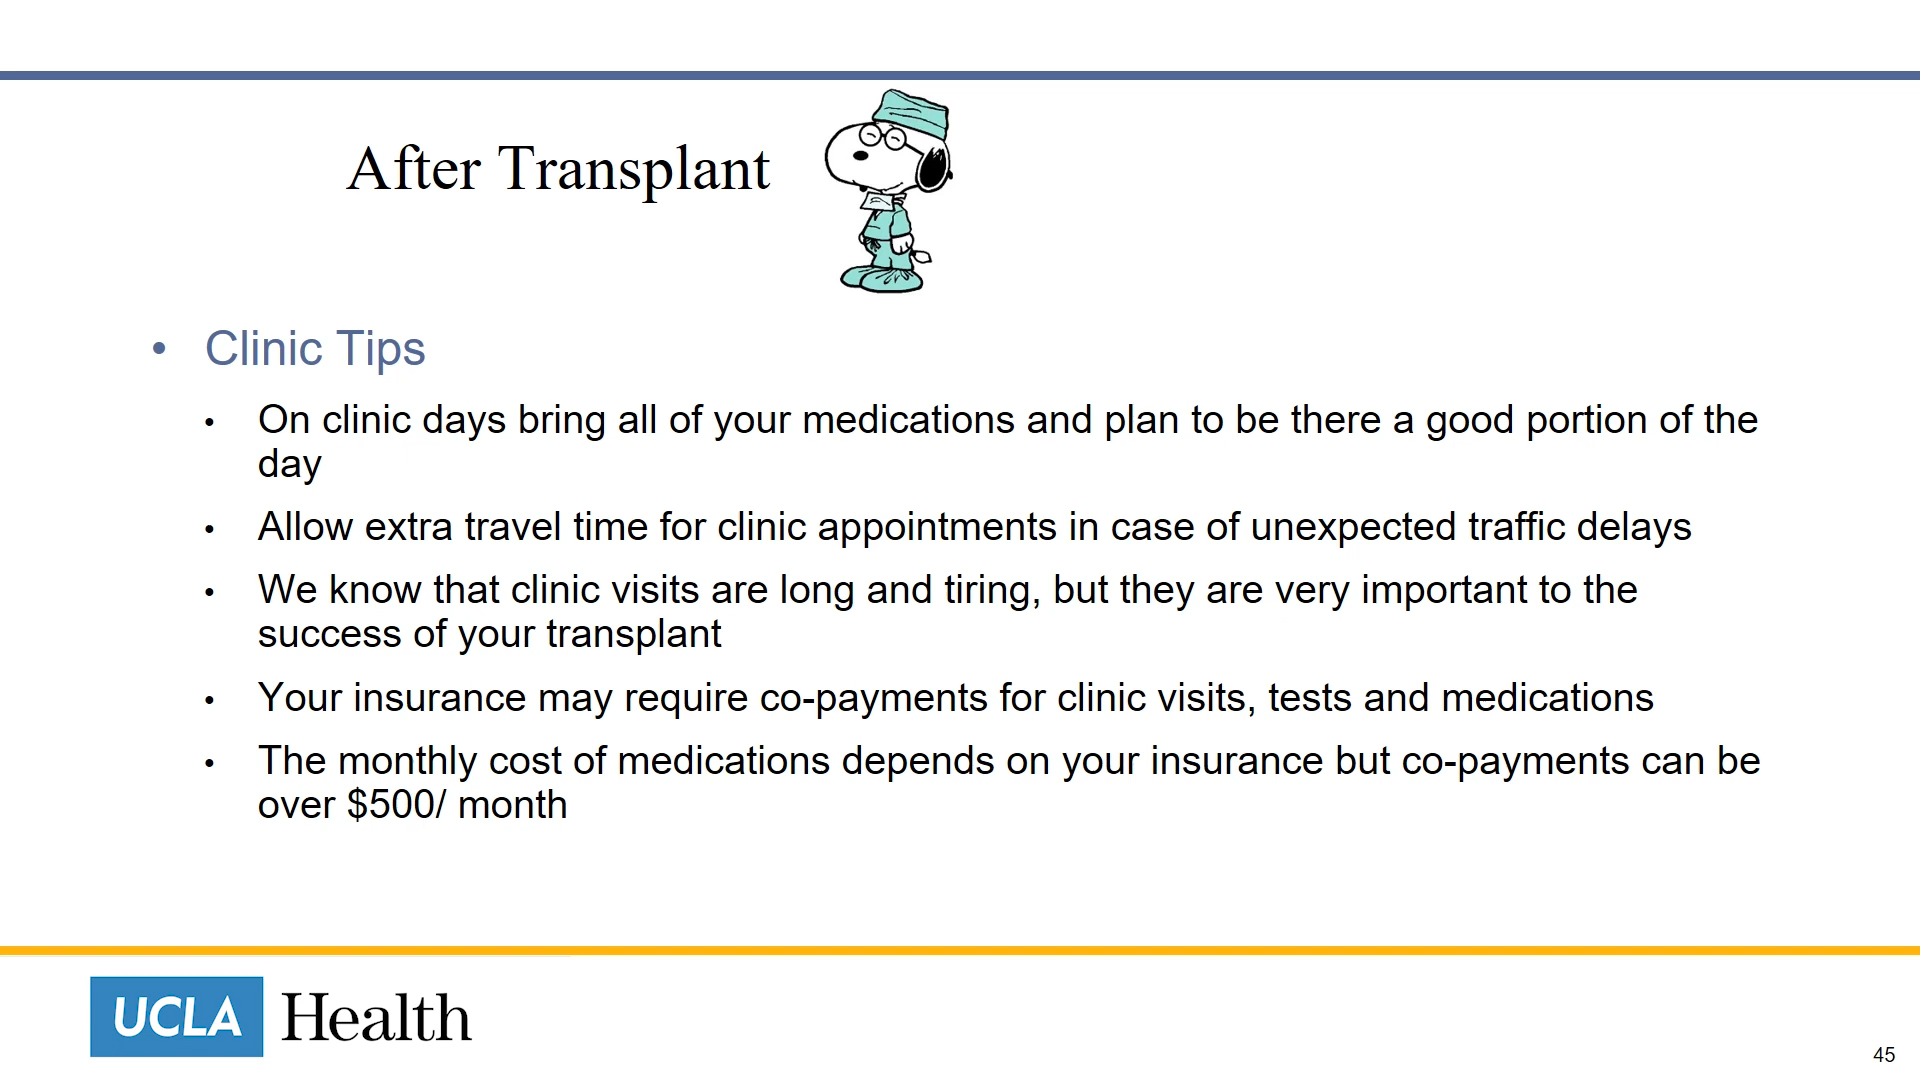 After Transplant
• Clinic Tips
• On clinic days bring all of your medications and plan to be there a good portion of the
day
• Allow extra travel time for clinic appointments in case of unexpected traffic delays
• We know that clinic visits are long and tiring, but they are very important to the
success of your transplant
• Your insurance may require co-payments for clinic visits, tests and medications
• The monthly cost of medications depends on your insurance but co-payments can be
over $500/ month
UCLA Health
45